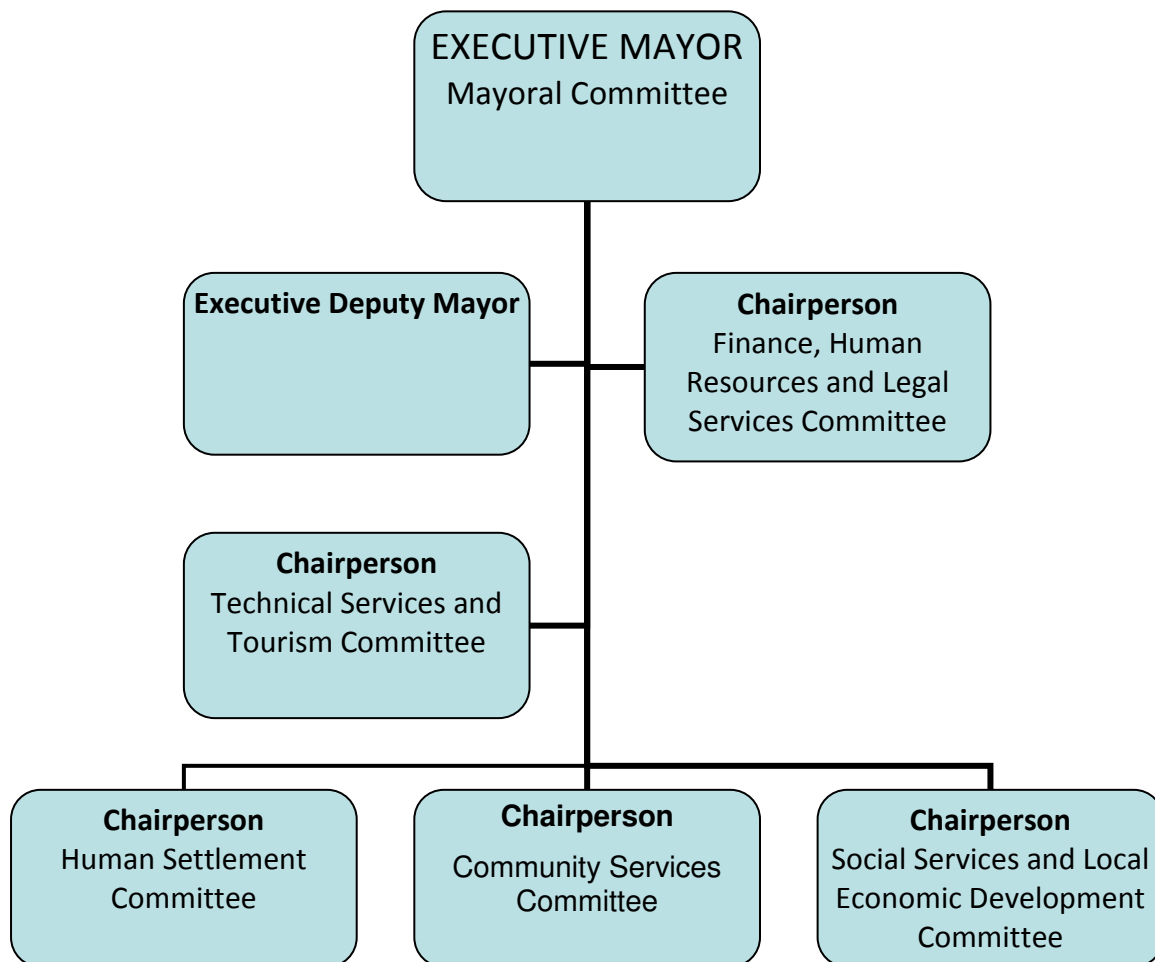 EXECUTIVE MAYOR
Mayoral Committee
Executive Deputy Mayor
Chairperson
Finance, Human
Resources and Legal
Services Committee
Chairperson
Technical Services and
Tourism Committee
Chairperson
Human Settlement
Committee
Chairperson
Community Services
Committee
Chairperson
Social Services and Local
Economic Development
Committee